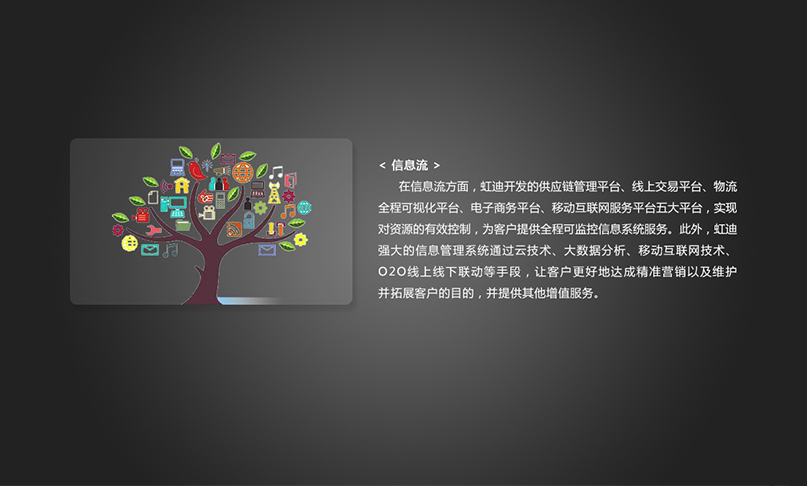 < 信息流 >
在信息流方面，虹迪开发的供应链管理平台、线上交易平台、物流
全程可视化平台、电子商务平台、移动互联网服务平台五大平台，实现
对资源的有效控制，为客户提供全程可监控信息系统服务。此外，虹迪
强大的信息管理系统通过云技术、大数据分析、移动互联网技术、
O2O线上线下联动等手段，让客户更好地达成精准营销以及维护
并拓展客户的目的，并提供其他增值服务。